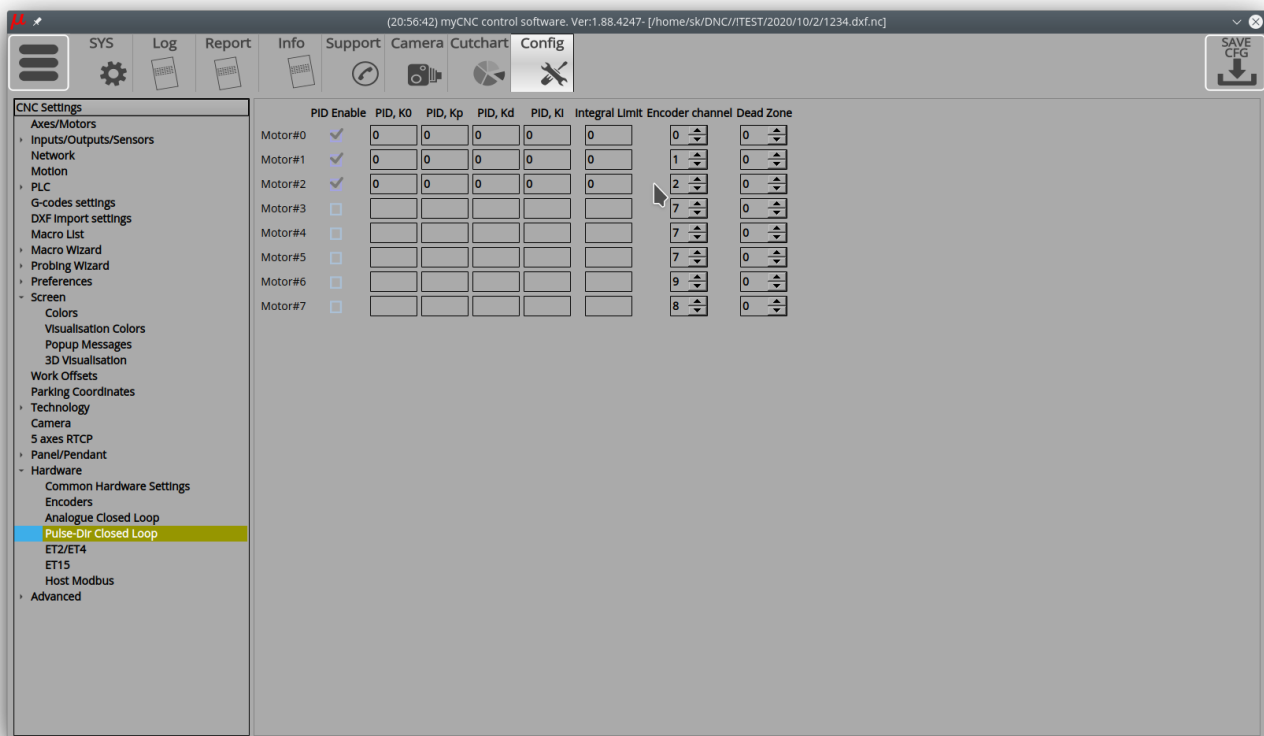 μ (20:56:42) myCNC control software. Ver:1.88.4247- [/home/sk/DNC//!TEST/2020/10/2/1234.dxf.nc]
SYS Log Report Info Support Camera Cutchart Config SAVE CFG
CNC Settings
Axes/Motors
Inputs/Outputs/Sensors
Network
Motion
PLC
G-codes settings
DXF Import settings
Macro List
Macro Wizard
Probing Wizard
Preferences
Screen
Colors
Visualisation Colors
Popup Messages
3D Visualisation
Work Offsets
Parking Coordinates
Technology
Camera
5 axes RTCP
Panel/Pendant
Hardware
Common Hardware Settings
Encoders
Analogue Closed Loop
Pulse-Dir Closed Loop
ET2/ET4
ET15
Host Modbus
Advanced
PID Enable PID, K0 PID, Kp PID, Kd PID, Ki Integral Limit Encoder channel Dead Zone
Motor#0 0 0 0 0 0 0 0
Motor#1 0 0 0 0 0 1 0
Motor#2 0 0 0 0 0 2 0
Motor#3 7 0
Motor#4 7 0
Motor#5 7 0
Motor#6 9 0
Motor#7 8 0